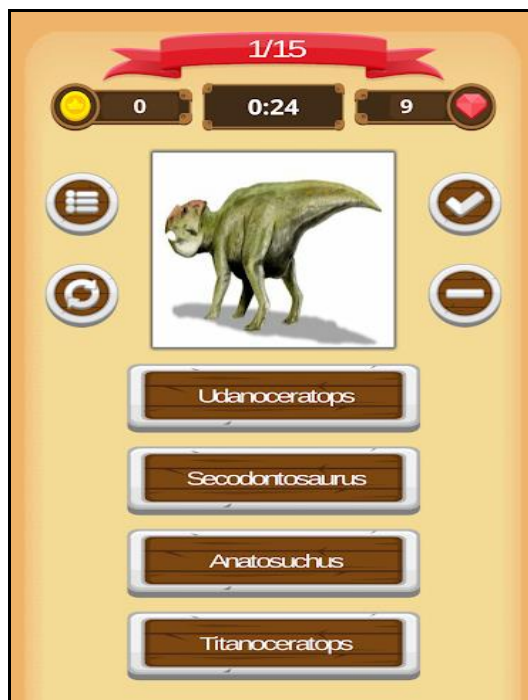 1/15
0
0:24
9
Udanoceratops
Secodontosaurus
Anatosuchus
Titanoceratops